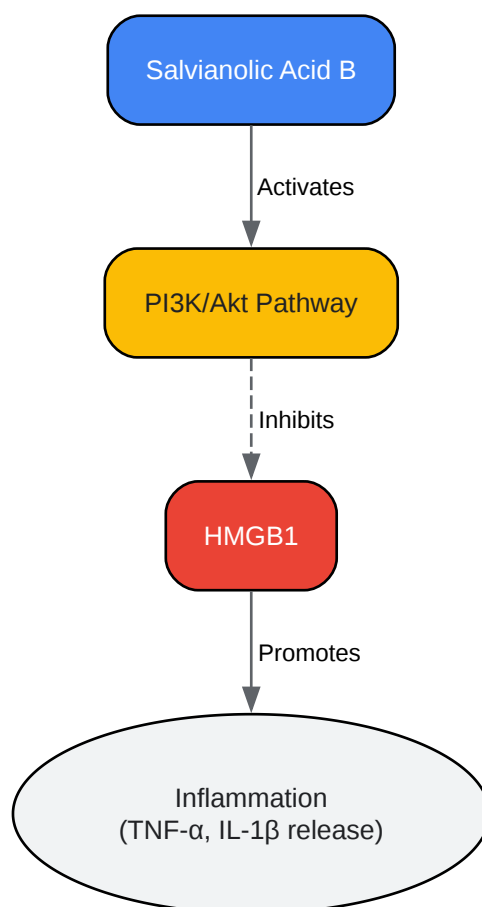 Salvianolic Acid B
Activates
PI3K/Akt Pathway
Inhibits
HMGB1
Promotes
Inflammation
(TNF-α, IL-1β release)